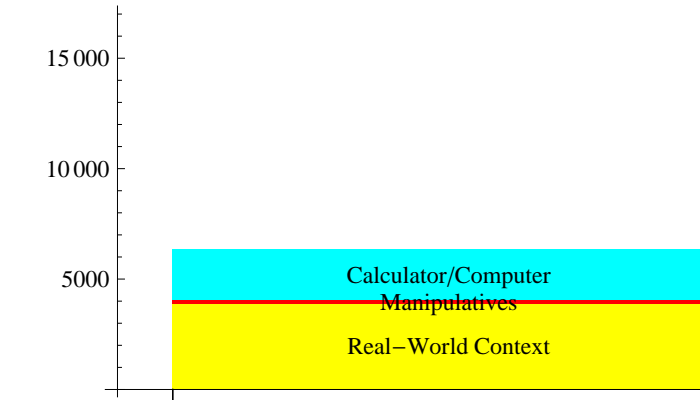 15 000
10 000
5000
Calculator/Computer
Manipulatives
Real−World Context